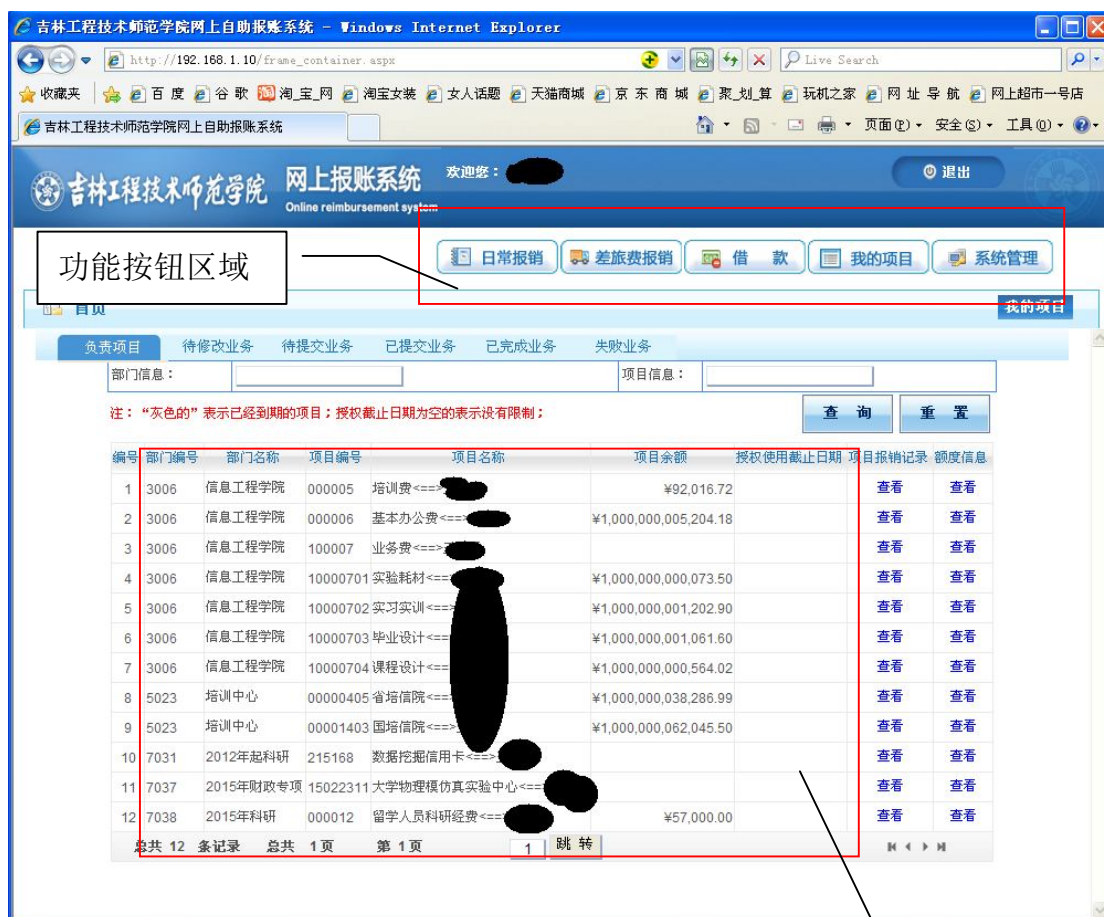 吉林工程技术师范学院网上自助报账系统 - Windows Internet Explorer
http://192.168.1.10/frame_container.aspx Live Search
收藏夹 百 度 谷 歌 淘_宝_网 淘宝女装 女人话题 天猫商城 京 东 商 城 聚_划_算 玩机之家 网 址 导 航 网上超市一号店
吉林工程技术师范学院网上自助报账系统 页面(P) 安全(S) 工具(O)
吉林工程技术师范学院 网上报账系统 欢迎您： 退出
Online reimbursement system
功能按钮区域
日常报销 差旅费报销 借 款 我的项目 系统管理
首页 我的项目
负责项目 待修改业务 待提交业务 已提交业务 已完成业务 失败业务
部门信息： 项目信息：
注：“灰色的”表示已经到期的项目；授权截止日期为空的表示没有限制； 查 询 重 置
编号 部门编号 部门名称 项目编号 项目名称 项目余额 授权使用截止日期 项目报销记录 额度信息
1 3006 信息工程学院 000005 培训费<==> ¥92,016.72 查看 查看
2 3006 信息工程学院 000006 基本办公费<==> ¥1,000,000,005,204.18 查看 查看
3 3006 信息工程学院 100007 业务费<==> 查看 查看
4 3006 信息工程学院 10000701 实验耗材<== ¥1,000,000,000,073.50 查看 查看
5 3006 信息工程学院 10000702 实习实训<== ¥1,000,000,001,202.90 查看 查看
6 3006 信息工程学院 10000703 毕业设计<== ¥1,000,000,001,061.60 查看 查看
7 3006 信息工程学院 10000704 课程设计<== ¥1,000,000,000,564.02 查看 查看
8 5023 培训中心 00000405 省培信院<== ¥1,000,000,038,286.99 查看 查看
9 5023 培训中心 00001403 国培信院<==> ¥1,000,000,062,045.50 查看 查看
10 7031 2012年起科研 215168 数据挖掘信用卡<==> 查看 查看
11 7037 2015年财政专项 15022311 大学物理模仿真实验中心<== 查看 查看
12 7038 2015年科研 000012 留学人员科研经费<== ¥57,000.00 查看 查看
总共 12 条记录 总共 1页 第 1页 1 跳 转